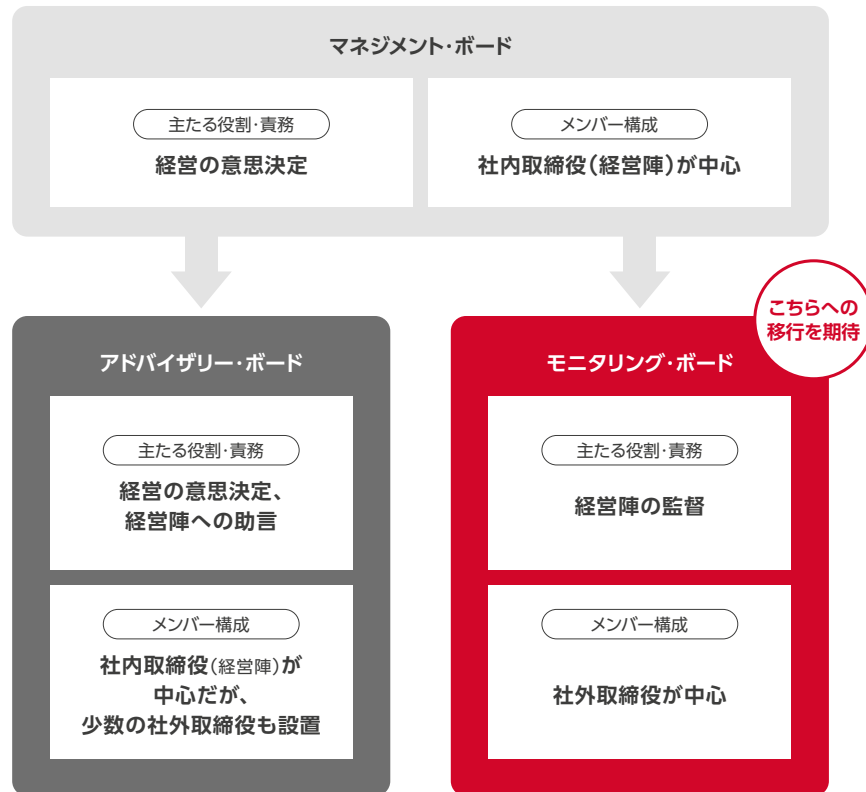 マネジメント・ボード
主たる役割・責務
経営の意思決定
メンバー構成
社内取締役（経営陣）が中心
こちらへの
移行を期待
アドバイザリー・ボード
主たる役割・責務
経営の意思決定、
経営陣への助言
メンバー構成
社内取締役（経営陣）が
中心だが、
少数の社外取締役も設置
モニタリング・ボード
主たる役割・責務
経営陣の監督
メンバー構成
社外取締役が中心